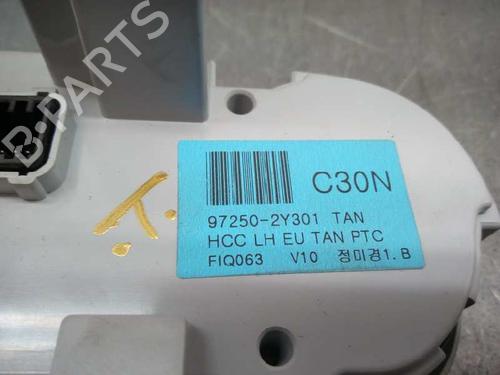 B-PARTS
C30N
97250-2Y301 TAN
HCC LH EU TAN PTC
FIQ063 V10 정미경1. B